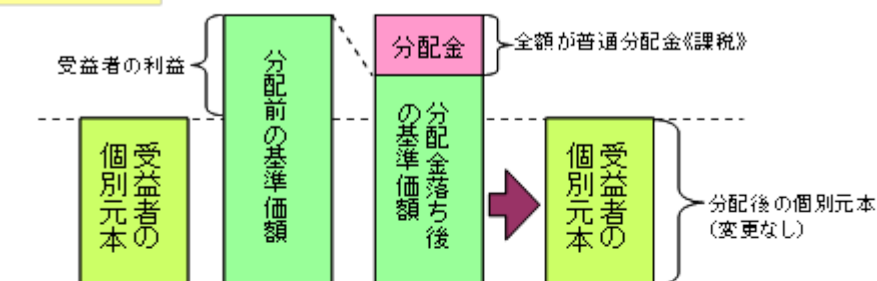 受益者の利益
分配前の基準価額
分配金
全額が普通分配金《課税》
受益者の
個別元本
分配金落ち後
の基準価額
受益者の
個別元本
分配後の個別元本
(変更なし)